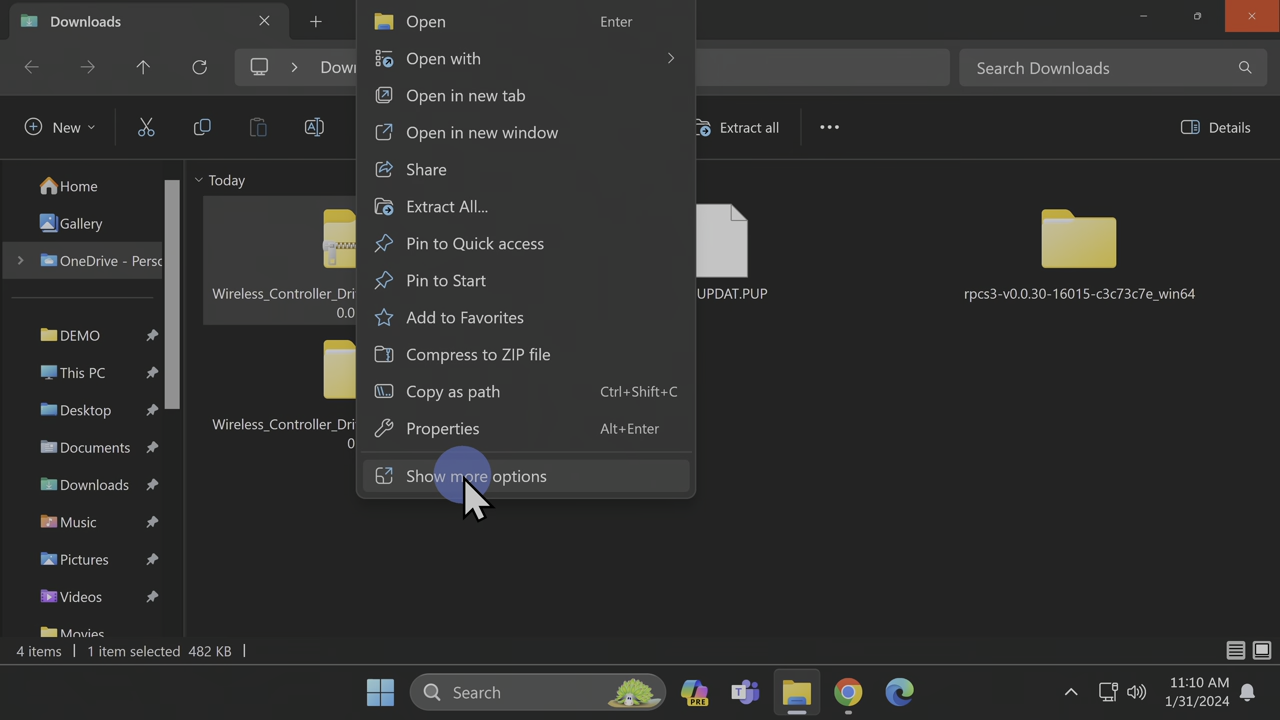 Downloads
Open Enter
Open with
Open in new tab
Open in new window
Share
Extract All...
Pin to Quick access
Pin to Start
Add to Favorites
Compress to ZIP file
Copy as path Ctrl+Shift+C
Properties Alt+Enter
Show more options
Search Downloads
New
Extract all
Details
Home
Gallery
OneDrive - Perso
DEMO
This PC
Desktop
Documents
Downloads
Music
Pictures
Videos
Movies
Today
Wireless_Controller_Dri
0.0
UPDAT.PUP
rpcs3-v0.0.30-16015-c3c73c7e_win64
Wireless_Controller_Dri
0
4 items 1 item selected 482 KB
Search
PRE
11:10 AM
1/31/2024